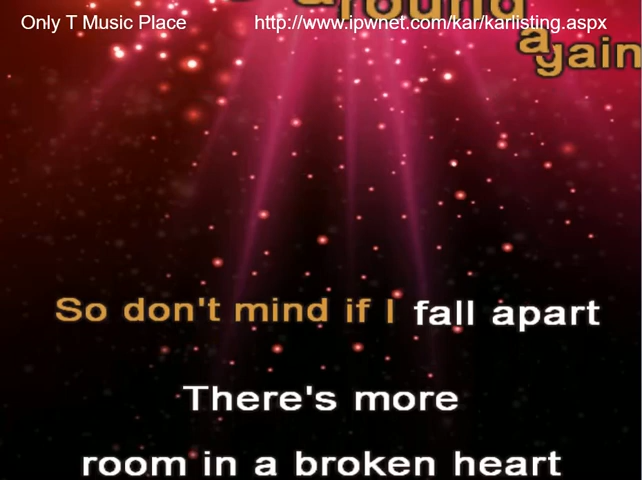 Only T Music Place http://www.ipwnet.com/kar/karlisting.aspx
around
again
So don't mind if I fall apart
There's more
room in a broken heart